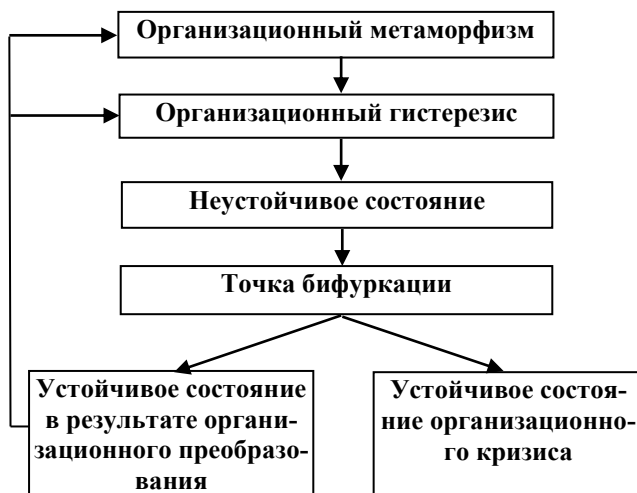 Организационный метаморфизм
Организационный гистерезис
Неустойчивое состояние
Точка бифуркации
Устойчивое состояние
в результате органи-
зационного преобразо-
вания
Устойчивое состоя-
ние организационно-
го кризиса